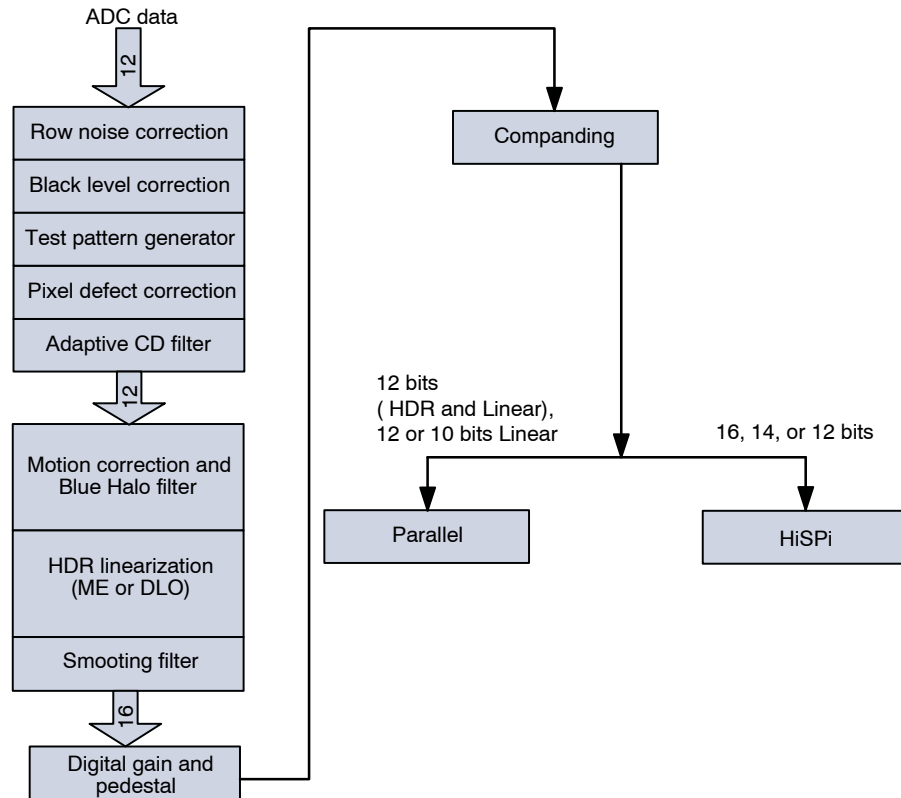 ADC data
12
Row noise correction
Black level correction
Test pattern generator
Pixel defect correction
Adaptive CD filter
12
Motion correction and
Blue Halo filter
HDR linearization
(ME or DLO)
Smooting filter
16
Digital gain and
pedestal
Companding
12 bits
( HDR and Linear),
12 or 10 bits Linear
16, 14, or 12 bits
Parallel
HiSPi